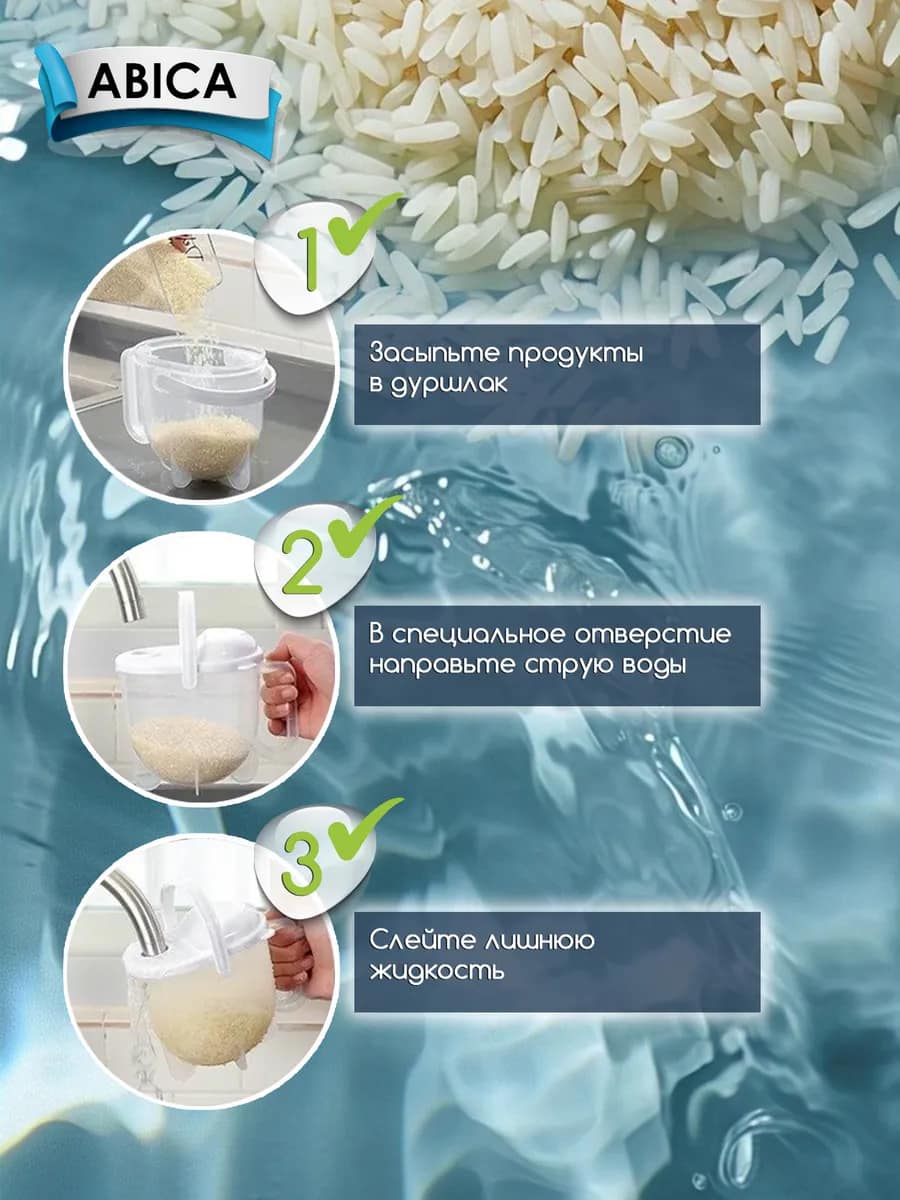 ABICA
1
Засыпьте продукты
в дуршлак
2
В специальное отверстие
направьте струю воды
3
Слейте лишнюю
жидкость